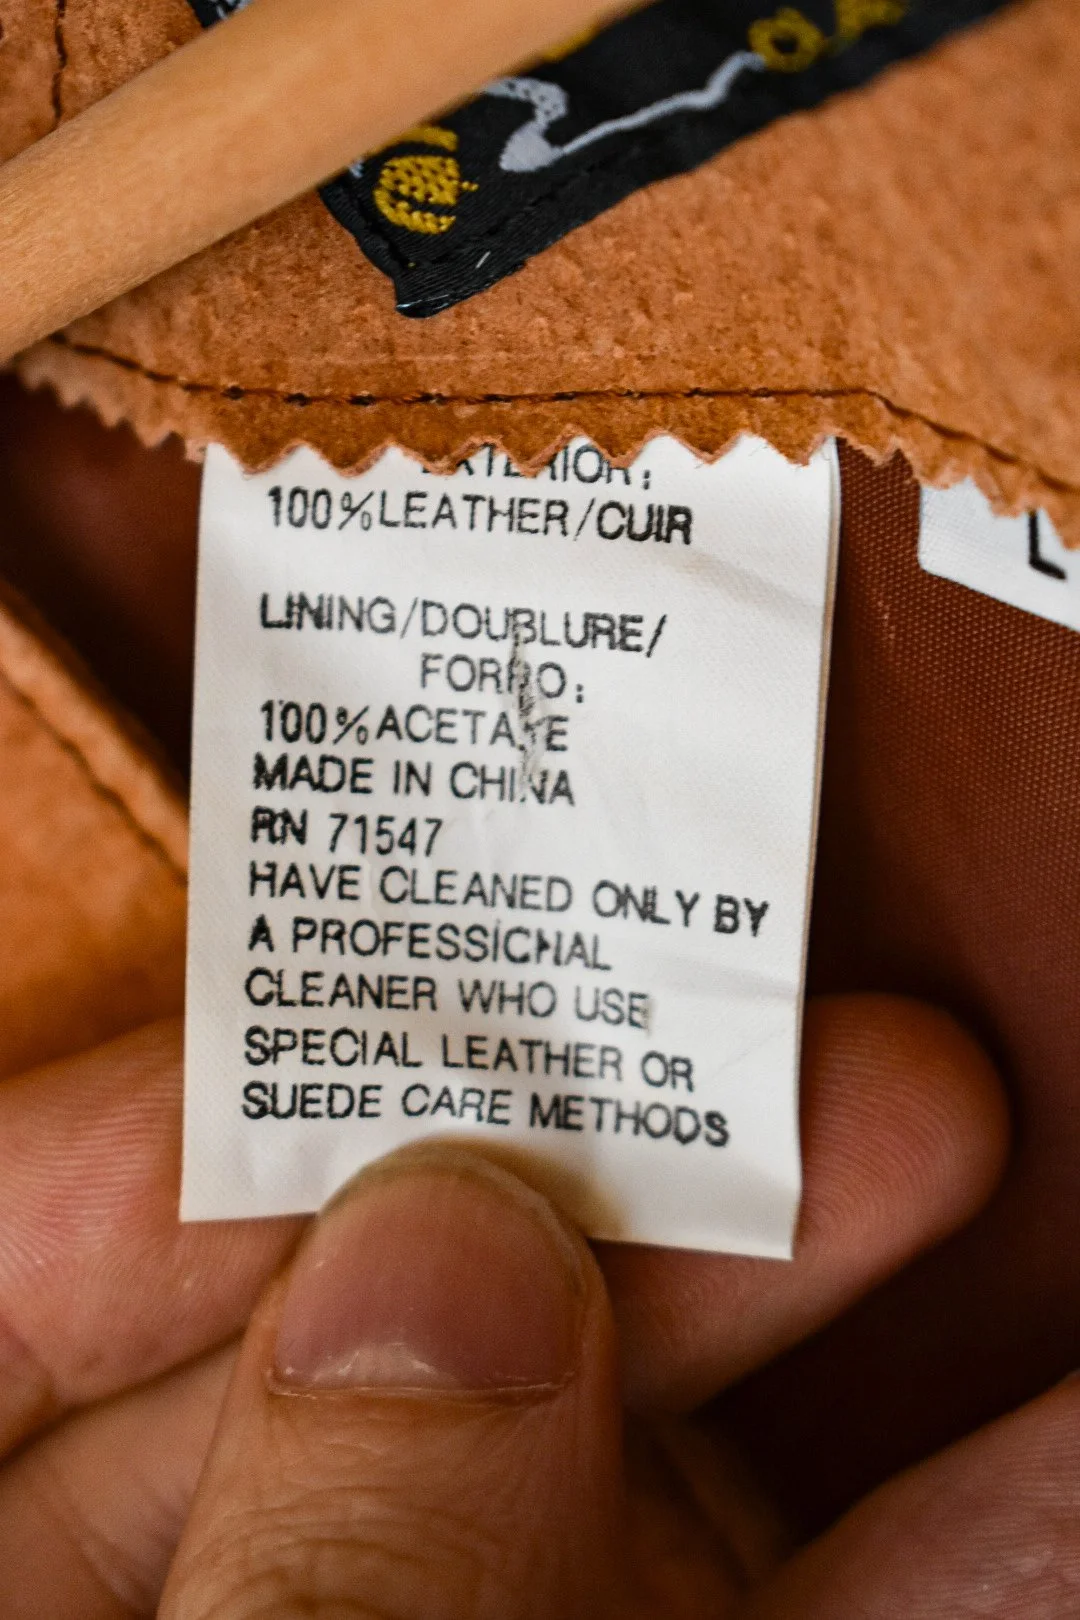 EXTERIOR:
100%LEATHER/CUIR
LINING/DOUBLURE/
FORRO:
100%ACETATE
MADE IN CHINA
RN 71547
HAVE CLEANED ONLY BY
A PROFESSIONAL
CLEANER WHO USE
SPECIAL LEATHER OR
SUEDE CARE METHODS
L